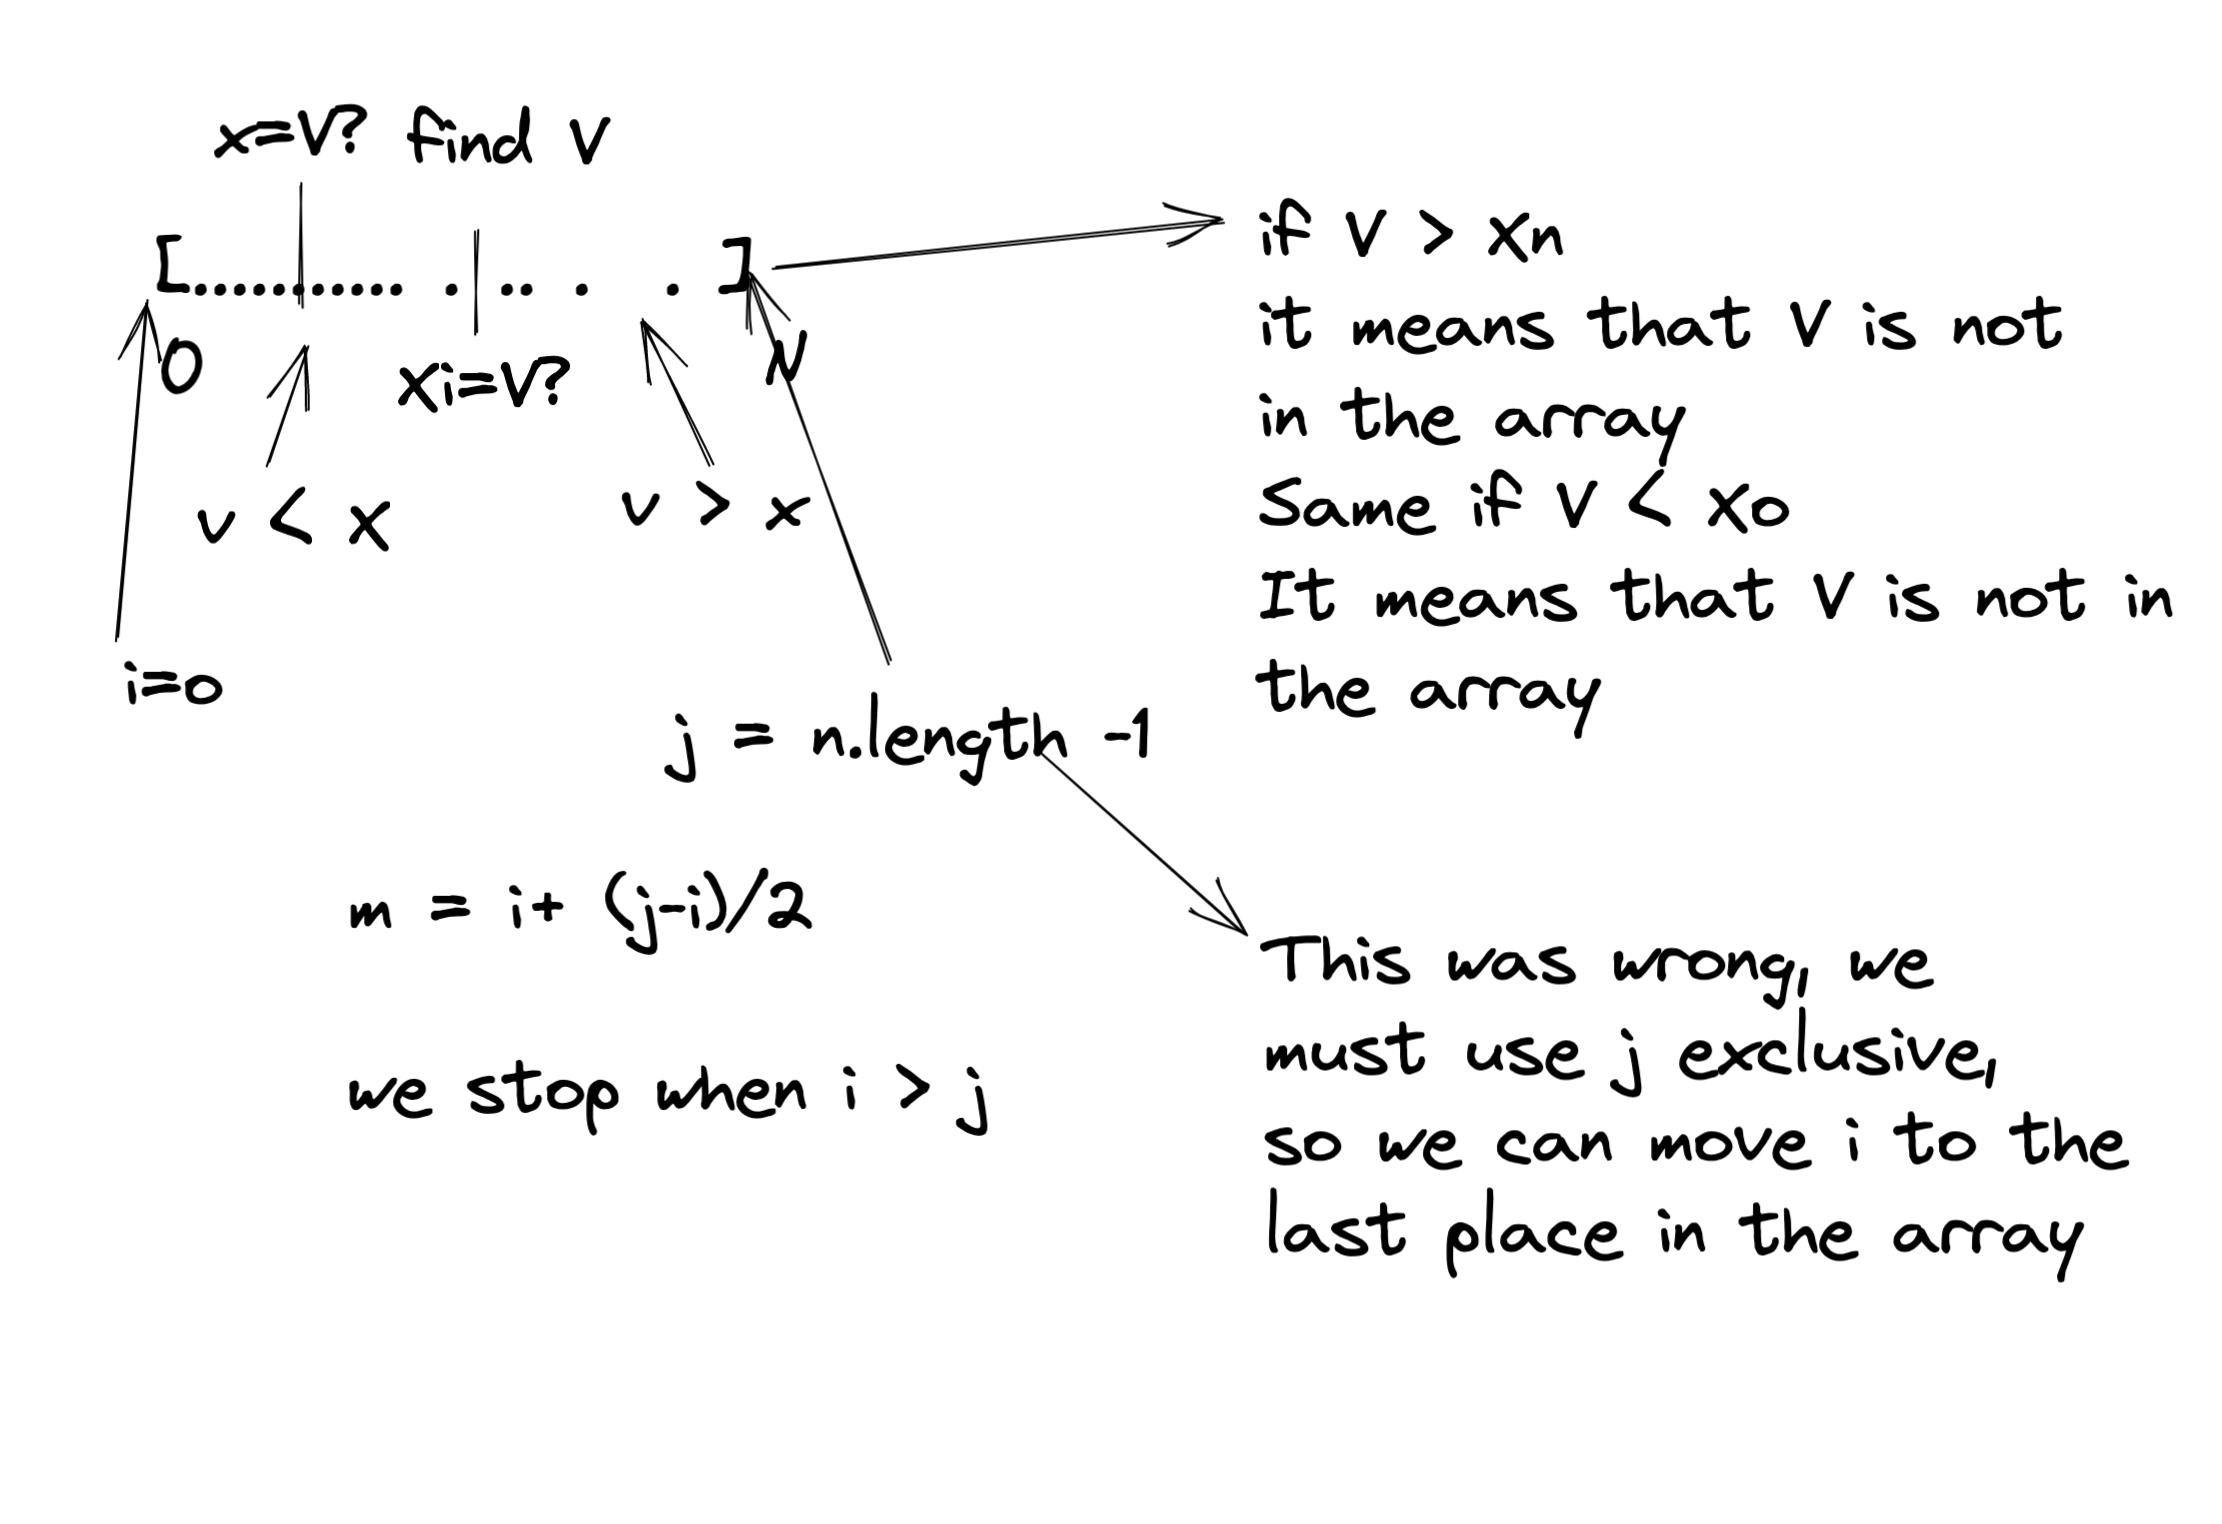 x=V? find V
[........... . .. . . ]
0
N
xi=V?
v < x
v > x
i=0
j = n.length -1
m = i+ (j-i)/2
we stop when i > j
if V > xn
it means that V is not
in the array
Same if V < xo
It means that V is not in
the array
This was wrong, we
must use j exclusive,
so we can move i to the
last place in the array